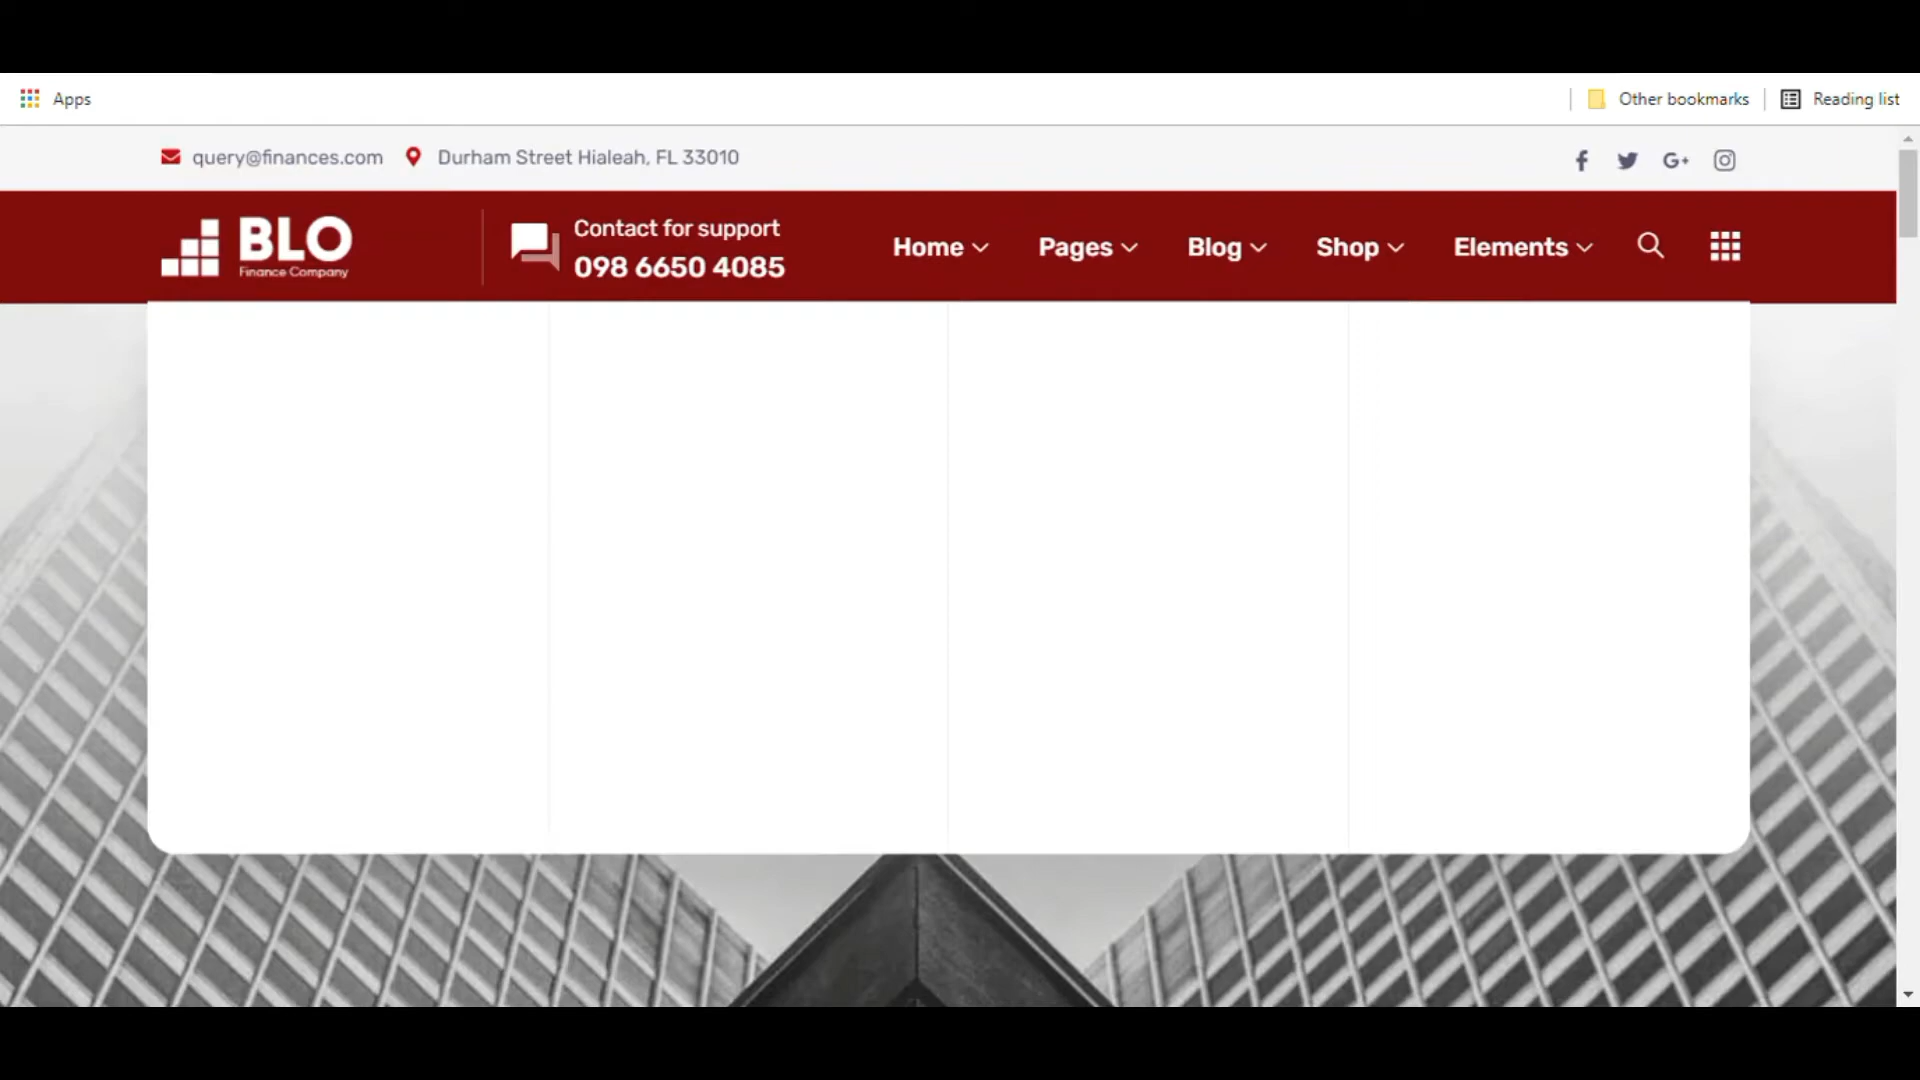 Apps
Other bookmarks
Reading list
query@finances.com
Durham Street Hialeah, FL 33010
G+
BLO
Finance Company
Contact for support
098 6650 4085
Home
Pages
Blog
Shop
Elements